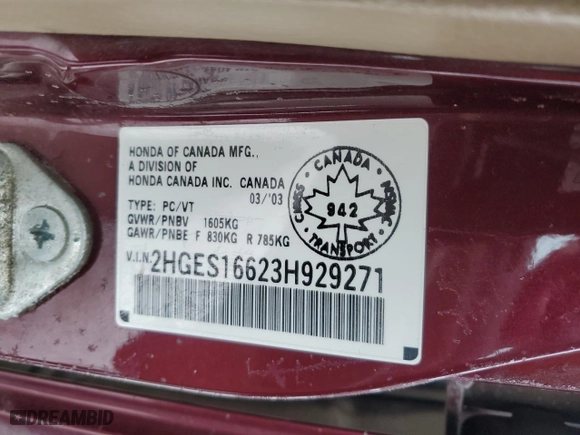 HONDA OF CANADA MFG.,
A DIVISION OF
HONDA CANADA INC. CANADA
03/'03
TYPE: PC/VT
GVWR/PNBV 1605KG
GAWR/PNBE F 830KG R 785KG
V.I.N. 2HGES16623H929271
CANADA
942
TRANSPORT
DREAMBID